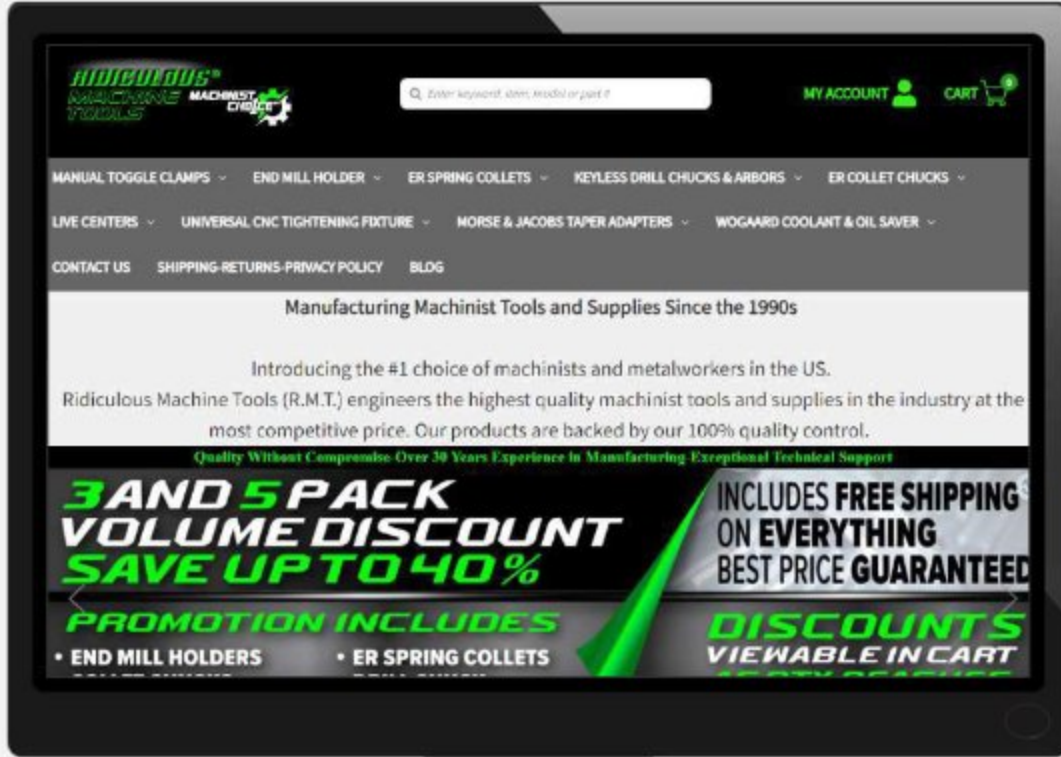 RIDICULOUS®
MACHINE
TOOLS
MACHINIST
CHOICE
Enter keyword, item, model or part #
MY ACCOUNT
CART 0
MANUAL TOGGLE CLAMPS END MILL HOLDER ER SPRING COLLETS KEYLESS DRILL CHUCKS & ARBORS ER COLLET CHUCKS
LIVE CENTERS UNIVERSAL CNC TIGHTENING FIXTURE MORSE & JACOBS TAPER ADAPTERS WOGAARD COOLANT & OIL SAVER
CONTACT US SHIPPING-RETURNS-PRIVACY POLICY BLOG
Manufacturing Machinist Tools and Supplies Since the 1990s
Introducing the #1 choice of machinists and metalworkers in the US.
Ridiculous Machine Tools (R.M.T.) engineers the highest quality machinist tools and supplies in the industry at the
most competitive price. Our products are backed by our 100% quality control.
Quality Without Compromise-Over 30 Years Experience in Manufacturing-Exceptional Technical Support
3 AND 5 PACK
VOLUME DISCOUNT
SAVE UP TO 40%
INCLUDES FREE SHIPPING
ON EVERYTHING
BEST PRICE GUARANTEED
PROMOTION INCLUDES
• END MILL HOLDERS
• ER SPRING COLLETS
DISCOUNTS
VIEWABLE IN CART